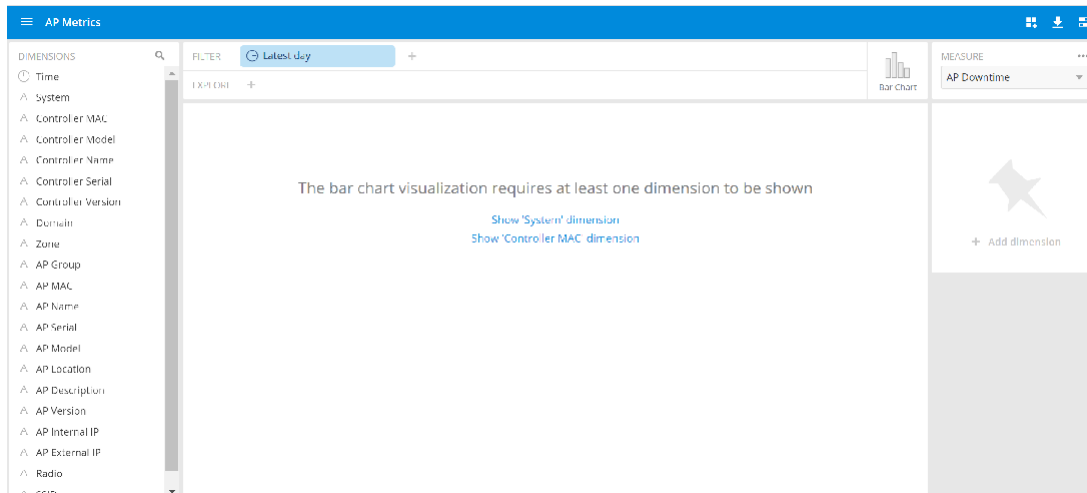 AP Metrics
DIMENSIONS
Time
System
Controller MAC
Controller Model
Controller Name
Controller Serial
Controller Version
Domain
Zone
AP Group
AP MAC
AP Name
AP Serial
AP Model
AP Location
AP Description
AP Version
AP Internal IP
AP External IP
Radio
FILTER
Latest day
+
EXPLORE
+
Bar Chart
The bar chart visualization requires at least one dimension to be shown
Show 'System' dimension
Show 'Controller MAC' dimension
MEASURE
AP Downtime
+ Add dimension